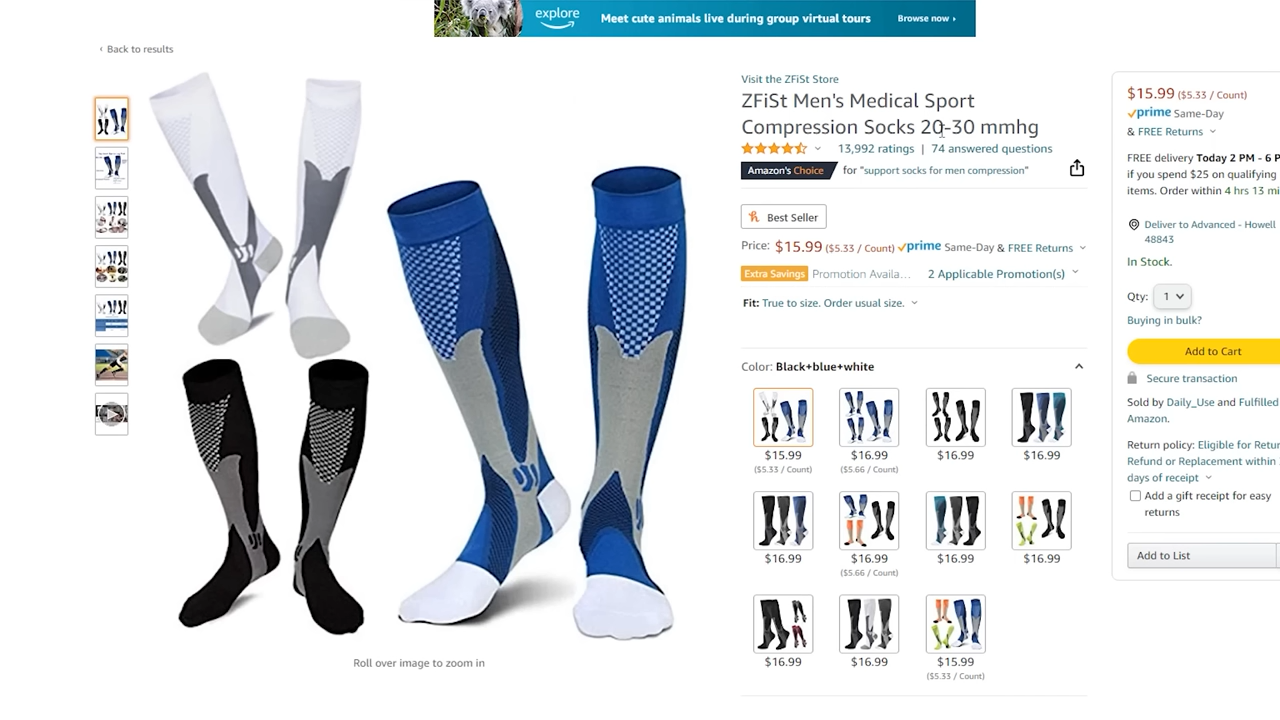 explore
Meet cute animals live during group virtual tours
Browse now ›
‹ Back to results
Visit the ZFiSt Store
ZFiSt Men's Medical Sport
Compression Socks 20-30 mmhg
13,992 ratings | 74 answered questions
Amazon's Choice for "support socks for men compression"
Best Seller
Price: $15.99 ($5.33 / Count) prime Same-Day & FREE Returns
Extra Savings Promotion Availa... 2 Applicable Promotion(s)
Fit: True to size. Order usual size.
Color: Black+blue+white
$15.99 $16.99 $16.99 $16.99
($5.33 / Count) ($5.66 / Count)
$16.99 $16.99 $16.99 $16.99
($5.66 / Count)
$16.99 $16.99 $15.99
($5.33 / Count)
Roll over image to zoom in
$15.99 ($5.33 / Count)
prime Same-Day
& FREE Returns
FREE delivery Today 2 PM - 6 P
if you spend $25 on qualifying
items. Order within 4 hrs 13 mi
Deliver to Advanced - Howell
48843
In Stock.
Qty: 1
Buying in bulk?
Add to Cart
Secure transaction
Sold by Daily_Use and Fulfilled
Amazon.
Return policy: Eligible for Retur
Refund or Replacement within
days of receipt
Add a gift receipt for easy
returns
Add to List